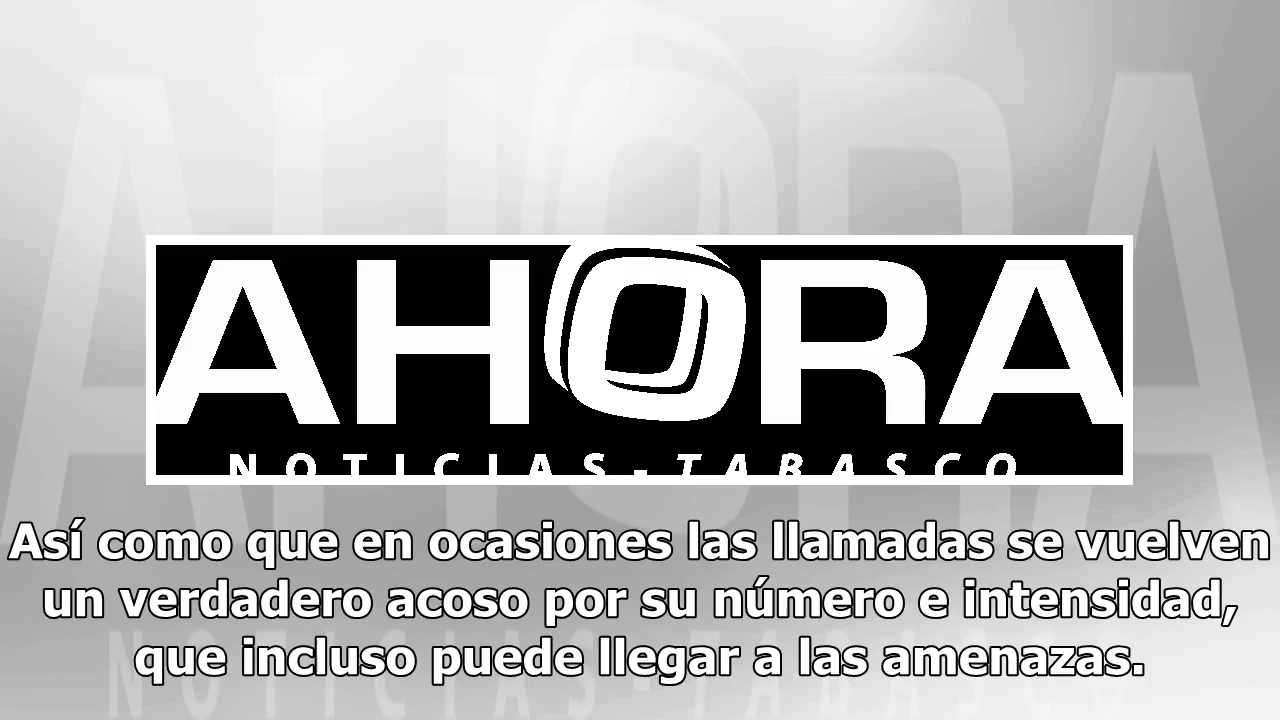 AHORA
NOTICIAS-TABASCO
Así como que en ocasiones las llamadas se vuelven
un verdadero acoso por su número e intensidad,
que incluso puede llegar a las amenazas.